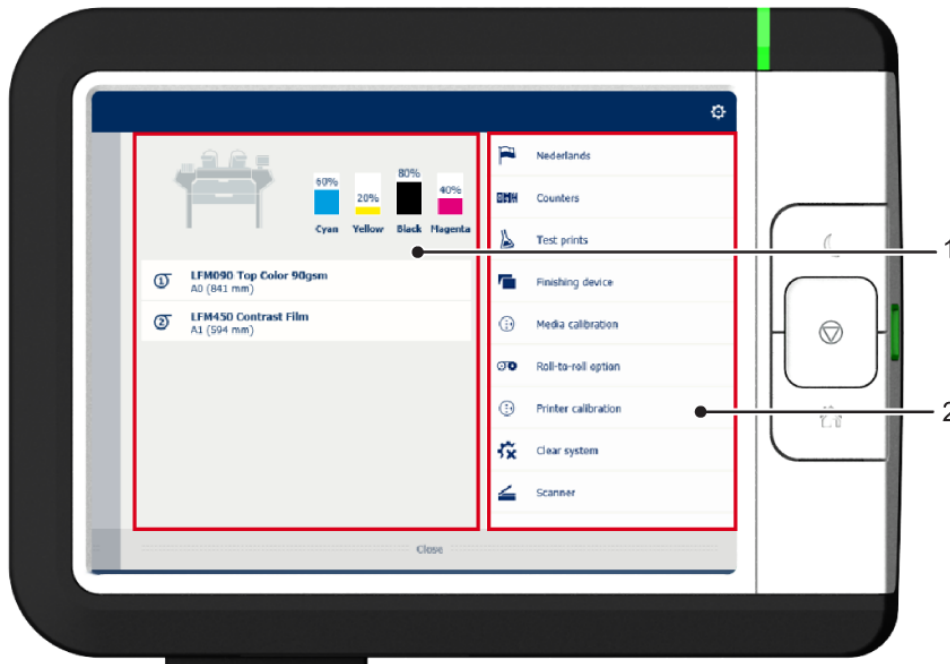 60%
20%
80%
40%
Cyan
Yellow
Black
Magenta
1
LFM090 Top Color 90gsm
A0 (841 mm)
2
LFM450 Contrast Film
A1 (594 mm)
Nederlands
Counters
Test prints
Finishing device
Media calibration
Roll-to-roll option
Printer calibration
Clear system
Scanner
Close
1
2